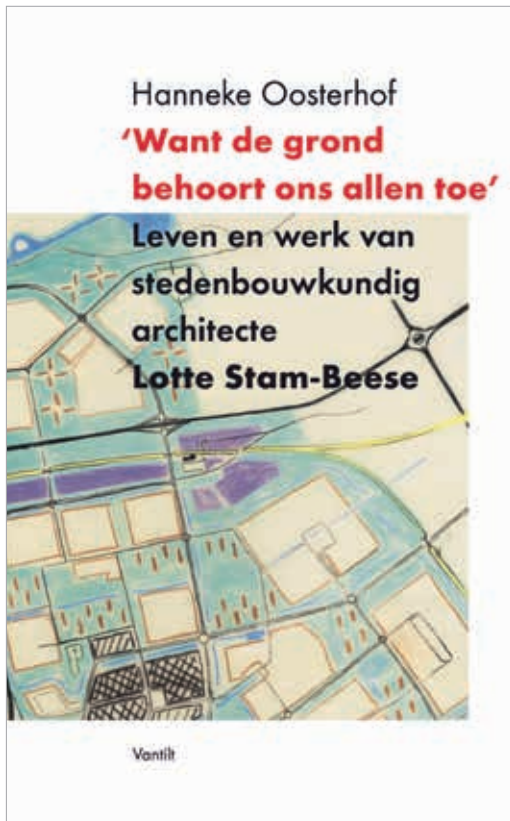 Hanneke Oosterhof
‘Want de grond
behoort ons allen toe’
Leven en werk van
stedenbouwkundig
architecte
Lotte Stam-Beese
Vantilt